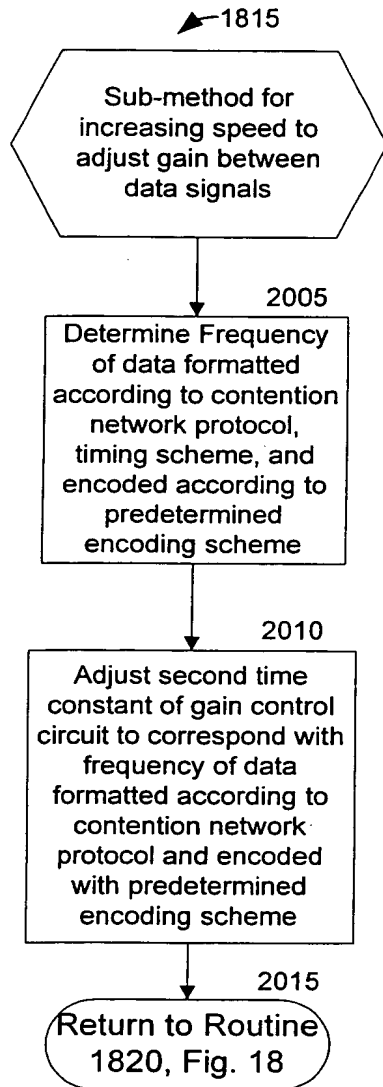 1815
Sub-method for
increasing speed to
adjust gain between
data signals
2005
Determine Frequency
of data formatted
according to contention
network protocol,
timing scheme, and
encoded according to
predetermined
encoding scheme
2010
Adjust second time
constant of gain control
circuit to correspond with
frequency of data
formatted according to
contention network
protocol and encoded
with predetermined
encoding scheme
2015
Return to Routine
1820, Fig. 18